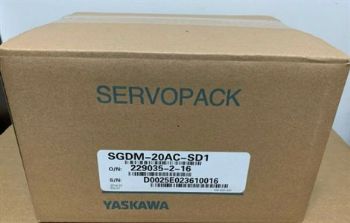 SERVOPACK
SGDM-20AC-SD1
O/N: 229035-2-16
S/N: D0025E023610016
YASKAWA